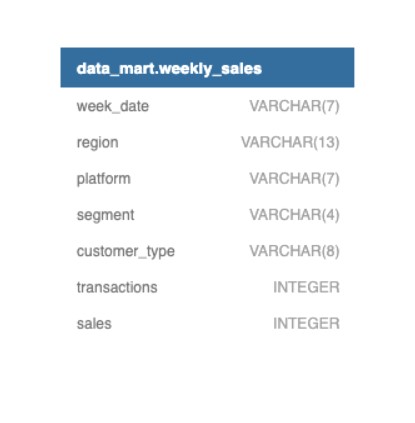 data_mart.weekly_sales
week_date VARCHAR(7)
region VARCHAR(13)
platform VARCHAR(7)
segment VARCHAR(4)
customer_type VARCHAR(8)
transactions INTEGER
sales INTEGER